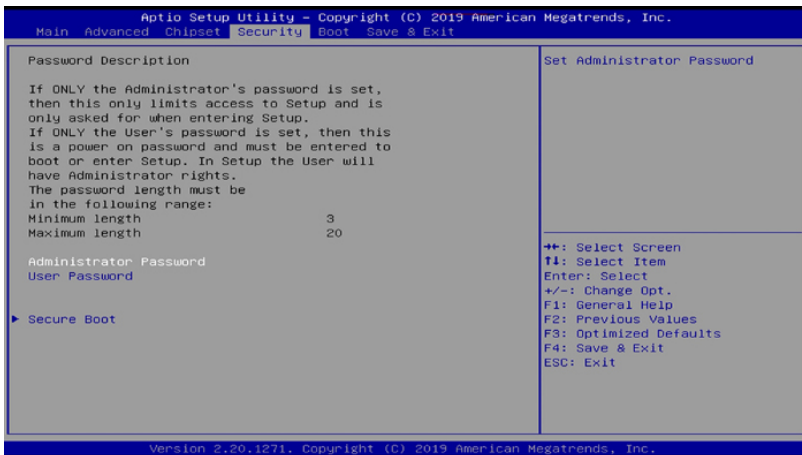 Aptio Setup Utility – Copyright (C) 2019 American Megatrends, Inc.
Main Advanced Chipset Security Boot Save & Exit
Password Description
If ONLY the Administrator's password is set,
then this only limits access to Setup and is
only asked for when entering Setup.
If ONLY the User's password is set, then this
is a power on password and must be entered to
boot or enter Setup. In Setup the User will
have Administrator rights.
The password length must be
in the following range:
Minimum length 3
Maximum length 20
Administrator Password
User Password
▶ Secure Boot
Set Administrator Password
→←: Select Screen
↑↓: Select Item
Enter: Select
+/-: Change Opt.
F1: General Help
F2: Previous Values
F3: Optimized Defaults
F4: Save & Exit
ESC: Exit
Version 2.20.1271. Copyright (C) 2019 American Megatrends, Inc.